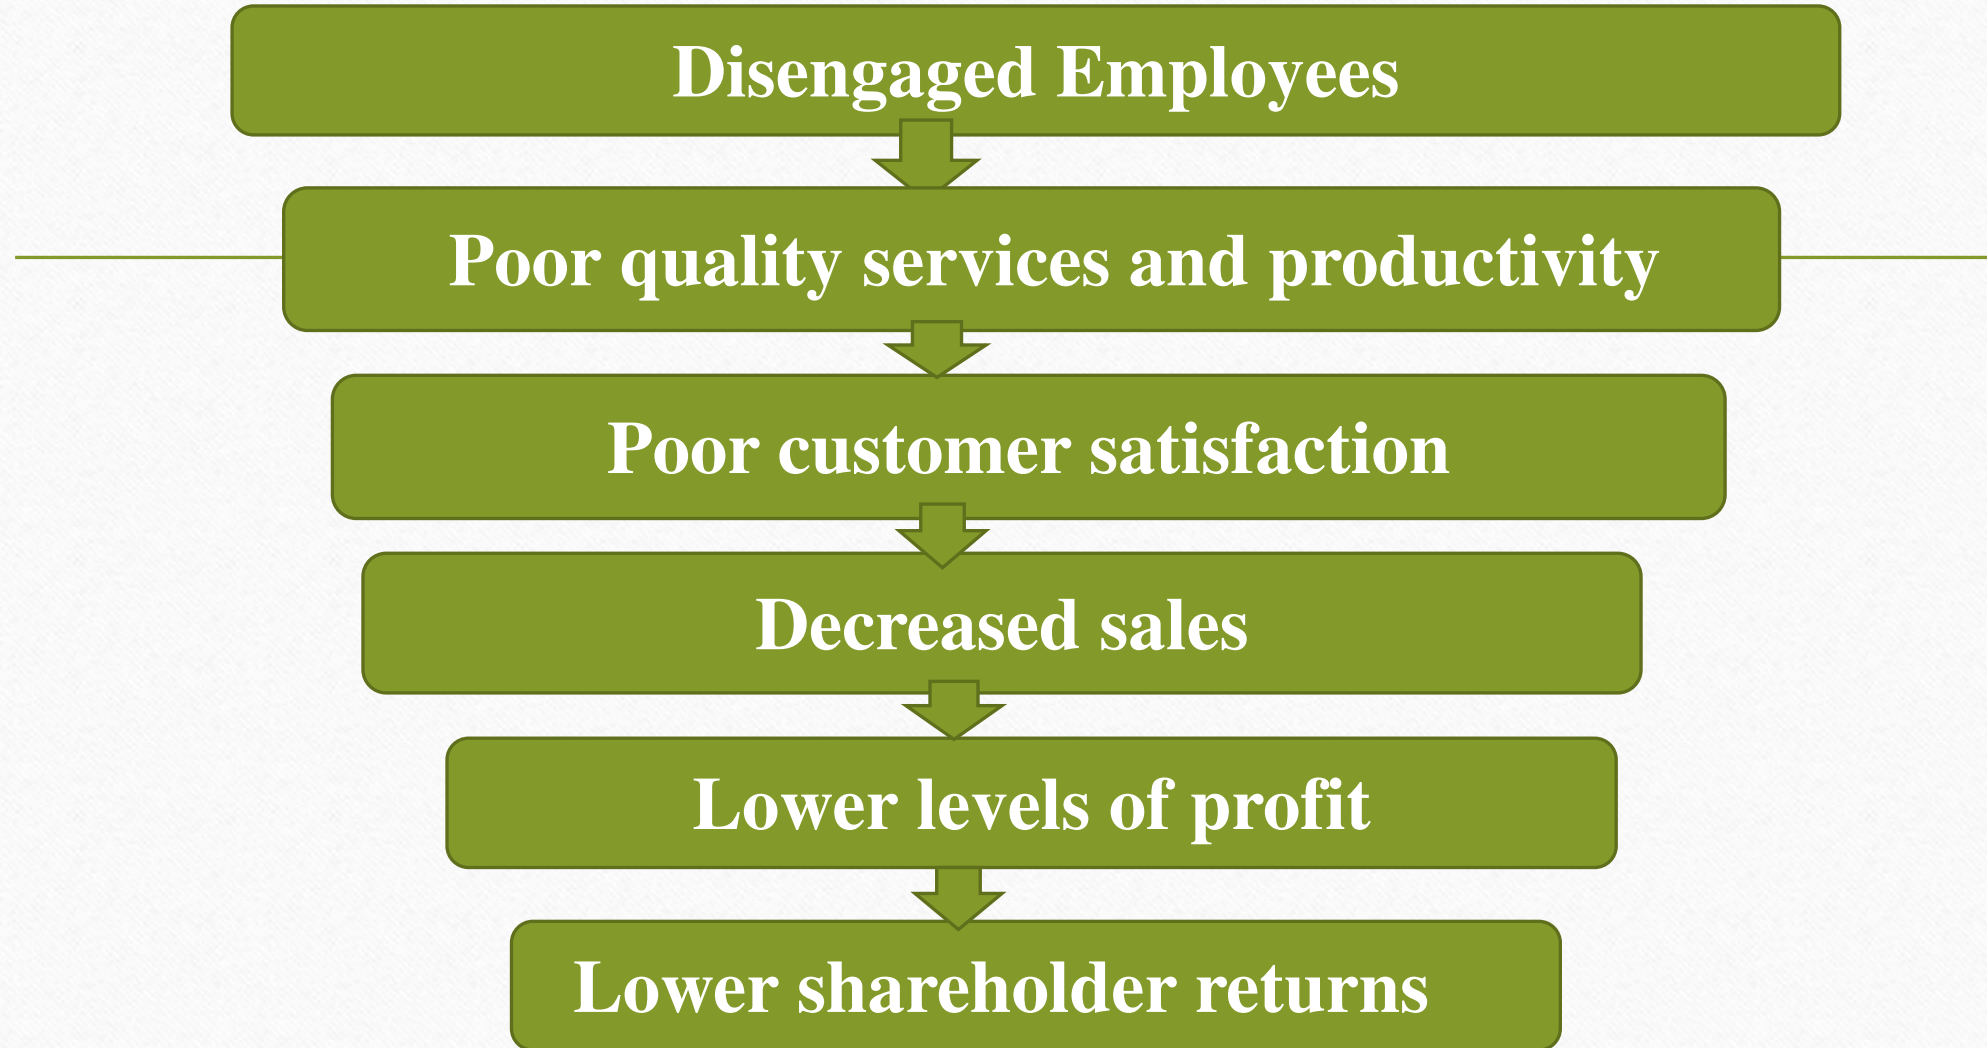 Disengaged Employees
Poor quality services and productivity
Poor customer satisfaction
Decreased sales
Lower levels of profit
Lower shareholder returns